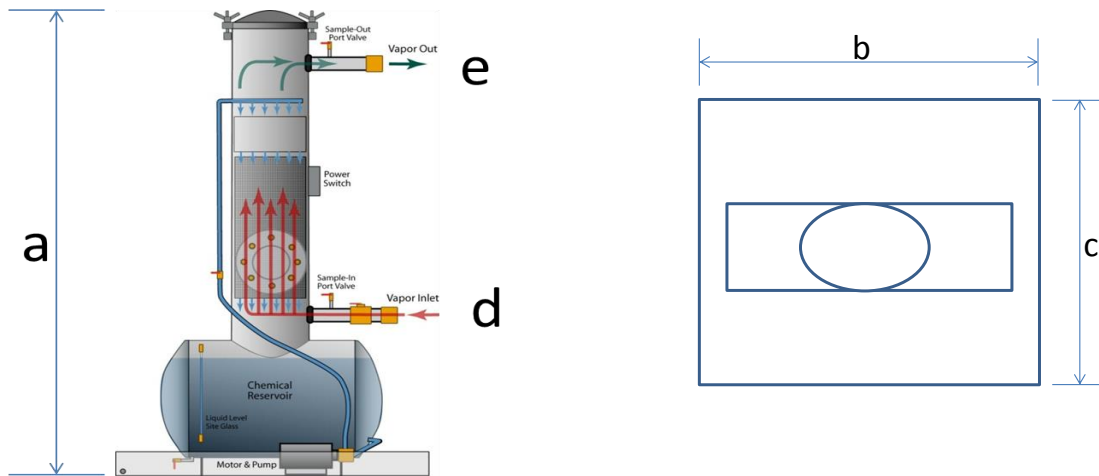 Sample-Out
Port Valve
Vapor Out
e
b
Power
Switch
a
c
Sample-In
Port Valve
Vapor Inlet
d
Chemical
Reservoir
Liquid Level
Site Glass
Motor & Pump